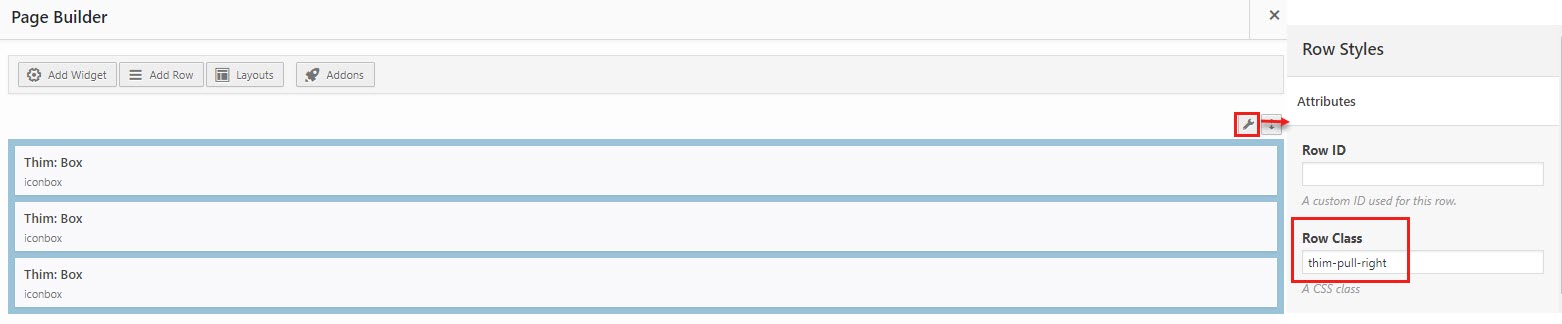 Page Builder
Add Widget Add Row Layouts Addons
Thim: Box
iconbox
Thim: Box
iconbox
Thim: Box
iconbox
Row Styles
Attributes
Row ID
A custom ID used for this row.
Row Class
thim-pull-right
A CSS class